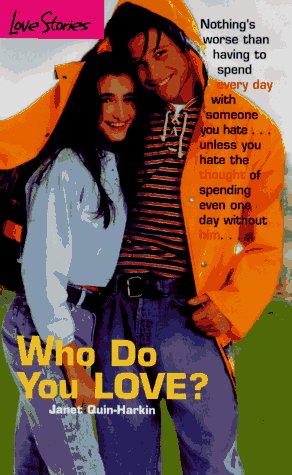 Love Stories
Nothing's
worse than
having to
spend
every day
with
someone
you hate . . .
unless you
hate the
thought of
spending
even one
day without
him. . . .
Who Do
You LOVE?
Janet Quin-Harkin